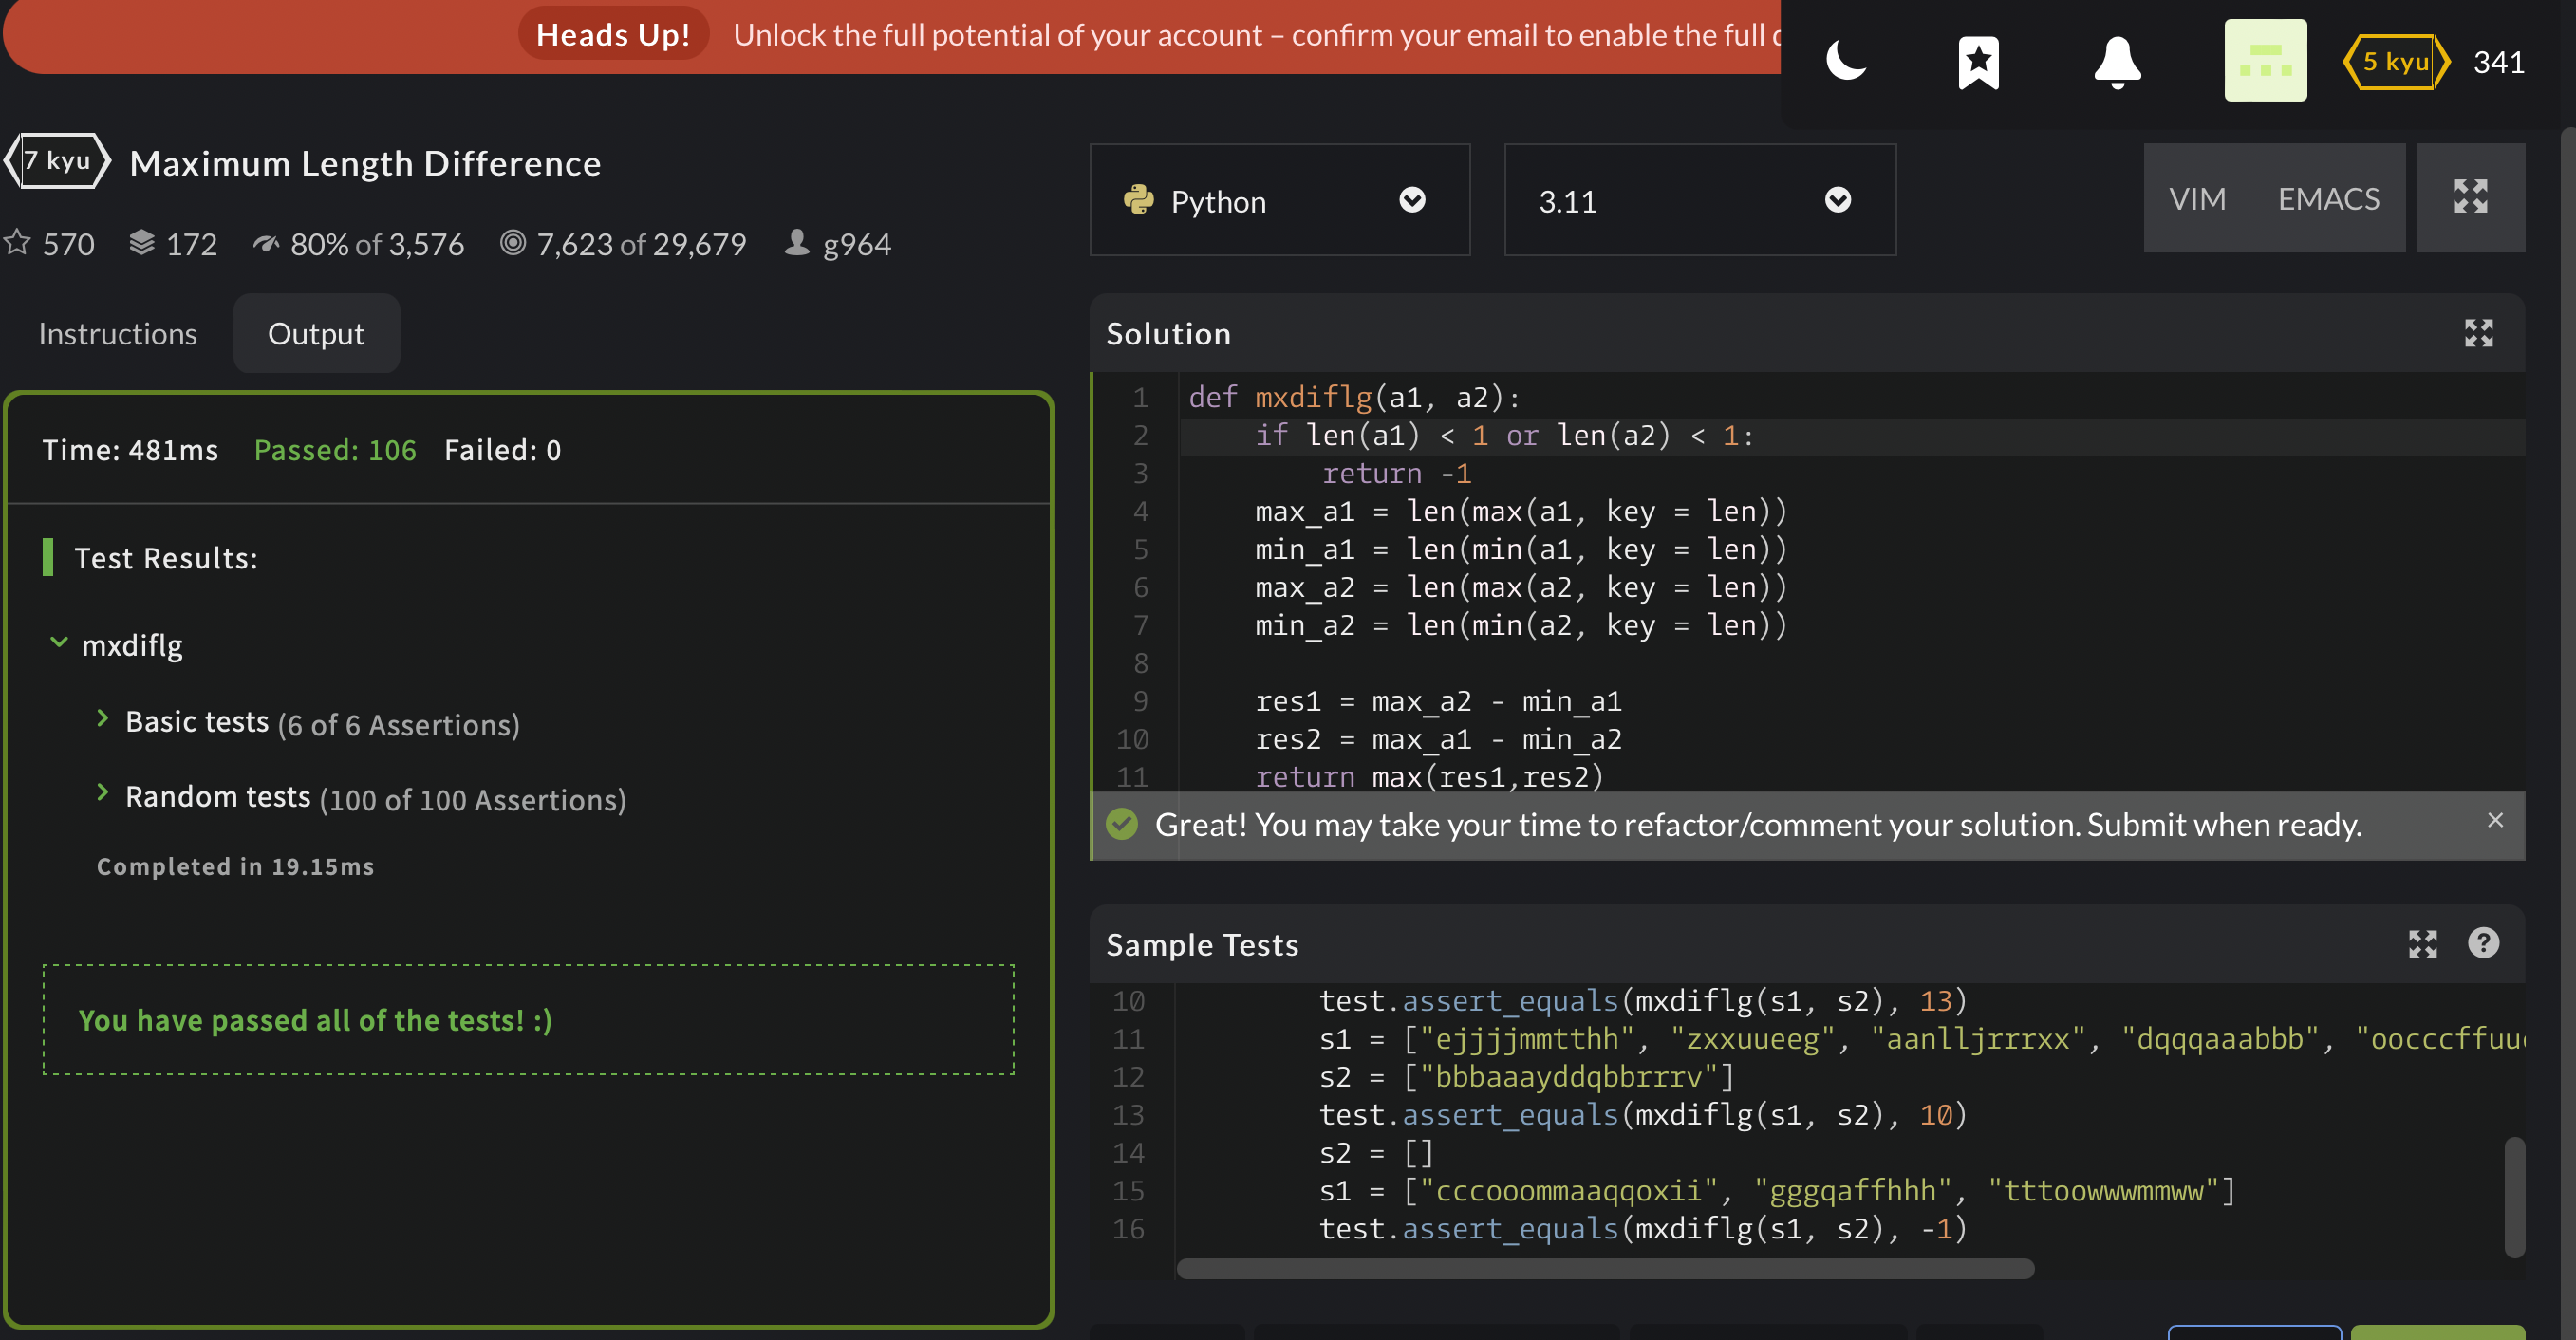 Heads Up! Unlock the full potential of your account – confirm your email to enable the full
5 kyu 341
7 kyu Maximum Length Difference
570 172 80% of 3,576 7,623 of 29,679 g964
Instructions Output
Time: 481ms Passed: 106 Failed: 0
Test Results:
mxdiflg
Basic tests (6 of 6 Assertions)
Random tests (100 of 100 Assertions)
Completed in 19.15ms
You have passed all of the tests! :)
Python 3.11 VIM EMACS
Solution
1 def mxdiflg(a1, a2):
2 if len(a1) < 1 or len(a2) < 1:
3 return -1
4 max_a1 = len(max(a1, key = len))
5 min_a1 = len(min(a1, key = len))
6 max_a2 = len(max(a2, key = len))
7 min_a2 = len(min(a2, key = len))
8
9 res1 = max_a2 - min_a1
10 res2 = max_a1 - min_a2
11 return max(res1,res2)
Great! You may take your time to refactor/comment your solution. Submit when ready.
Sample Tests
10 test.assert_equals(mxdiflg(s1, s2), 13)
11 s1 = ["ejjjjmmtthh", "zxxuueeg", "aanlljrrrxx", "dqqqaaabbb", "oocccffuu
12 s2 = ["bbbaaayddqbbrrrv"]
13 test.assert_equals(mxdiflg(s1, s2), 10)
14 s2 = []
15 s1 = ["cccooommaaqqoxii", "gggqaffhhh", "tttoowwwmmww"]
16 test.assert_equals(mxdiflg(s1, s2), -1)